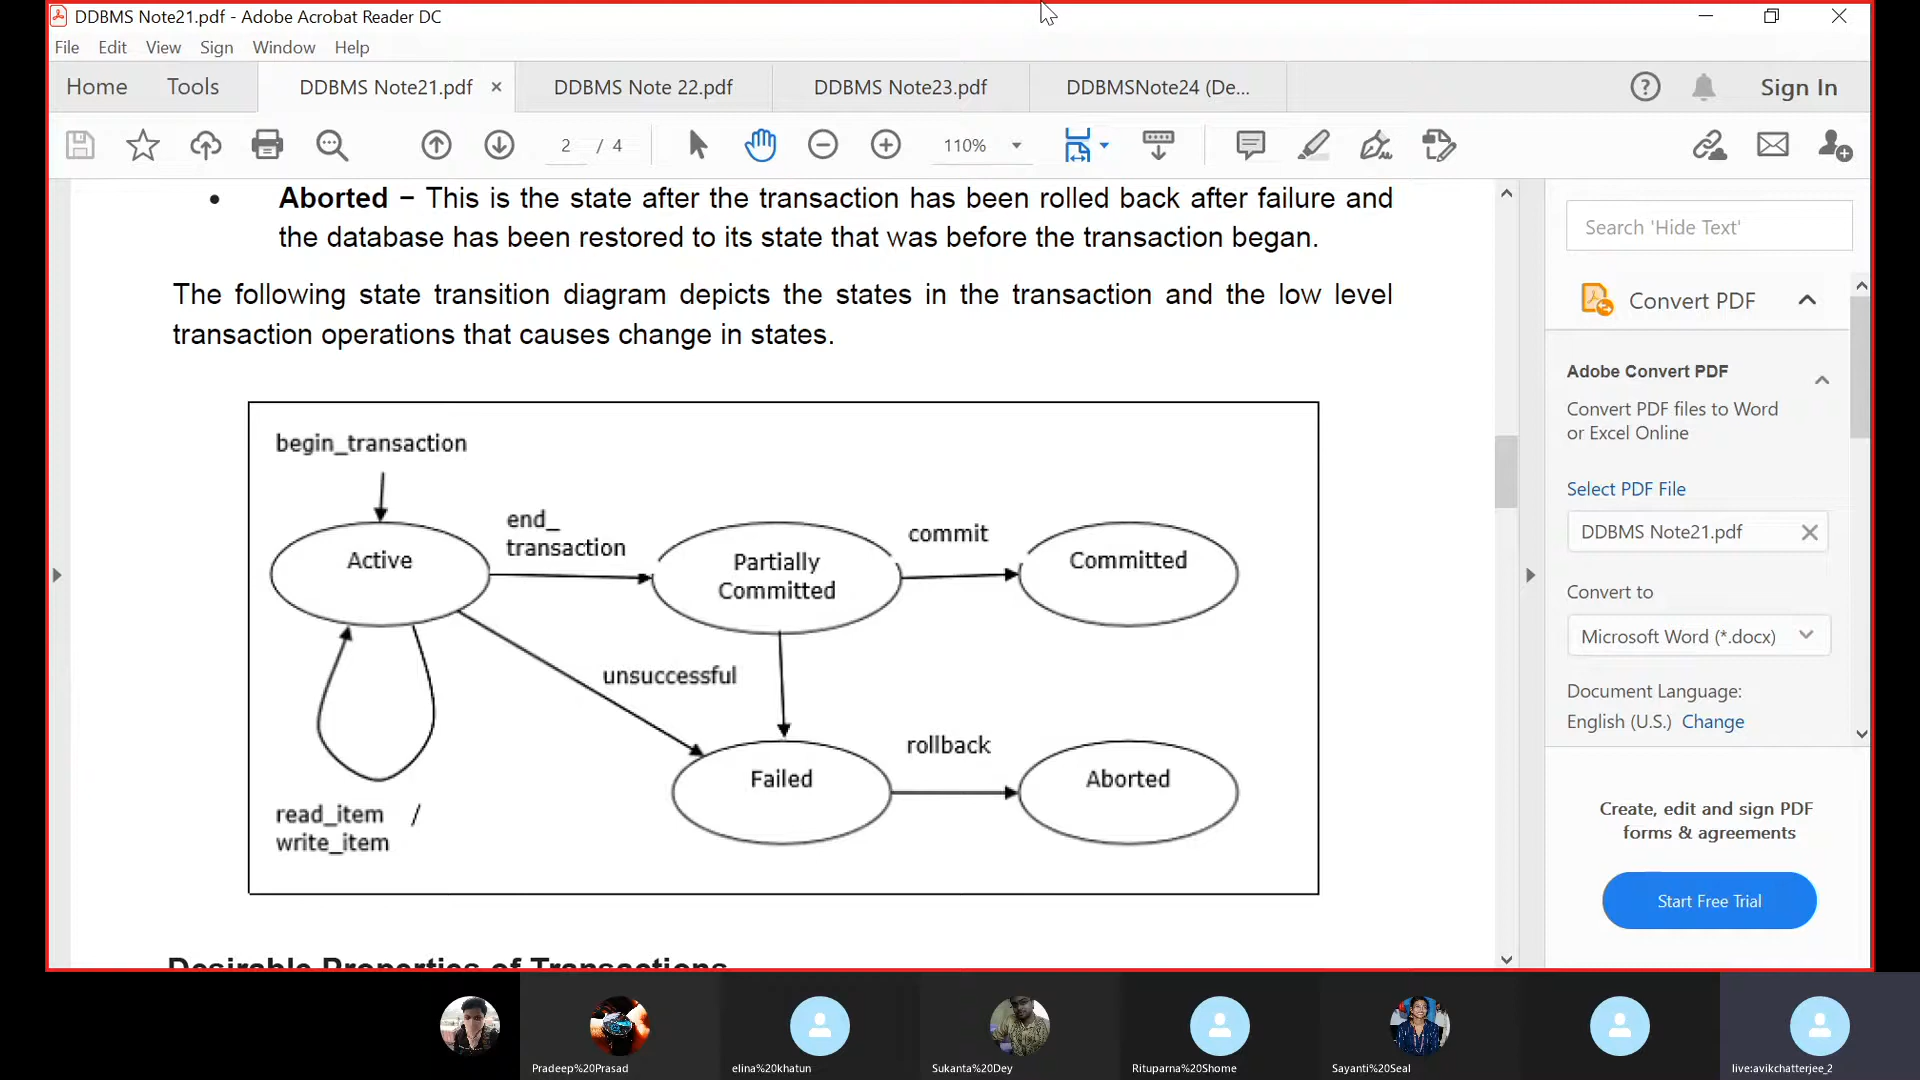 DDBMS Note21.pdf - Adobe Acrobat Reader DC
File Edit View Sign Window Help
Home Tools DDBMS Note21.pdf × DDBMS Note 22.pdf DDBMS Note23.pdf DDBMSNote24 (De... Sign In
2 / 4 110%
• Aborted − This is the state after the transaction has been rolled back after failure and
the database has been restored to its state that was before the transaction began.
The following state transition diagram depicts the states in the transaction and the low level
transaction operations that causes change in states.
begin_transaction
end_
transaction
commit
Active
Partially
Committed
Committed
unsuccessful
rollback
Failed
Aborted
read_item /
write_item
Desirable Properties of Transactions
Search 'Hide Text'
Convert PDF
Adobe Convert PDF
Convert PDF files to Word
or Excel Online
Select PDF File
DDBMS Note21.pdf
Convert to
Microsoft Word (*.docx)
Document Language:
English (U.S.) Change
Create, edit and sign PDF
forms & agreements
Start Free Trial
Pradeep%20Prasad
elina%20khatun
Sukanta%20Dey
Rituparna%20Shome
Sayanti%20Seal
live:avikchatterjee_2